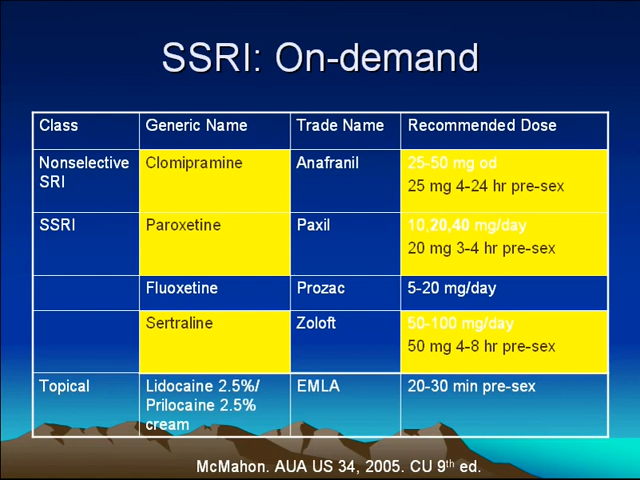 SSRI: On-demand
Class Generic Name Trade Name Recommended Dose
Nonselective SRI Clomipramine Anafranil 25-50 mg od
25 mg 4-24 hr pre-sex
SSRI Paroxetine Paxil 10,20,40 mg/day
20 mg 3-4 hr pre-sex
Fluoxetine Prozac 5-20 mg/day
Sertraline Zoloft 50-100 mg/day
50 mg 4-8 hr pre-sex
Topical Lidocaine 2.5%/ EMLA 20-30 min pre-sex
Prilocaine 2.5%
cream
McMahon. AUA US 34, 2005. CU 9th ed.